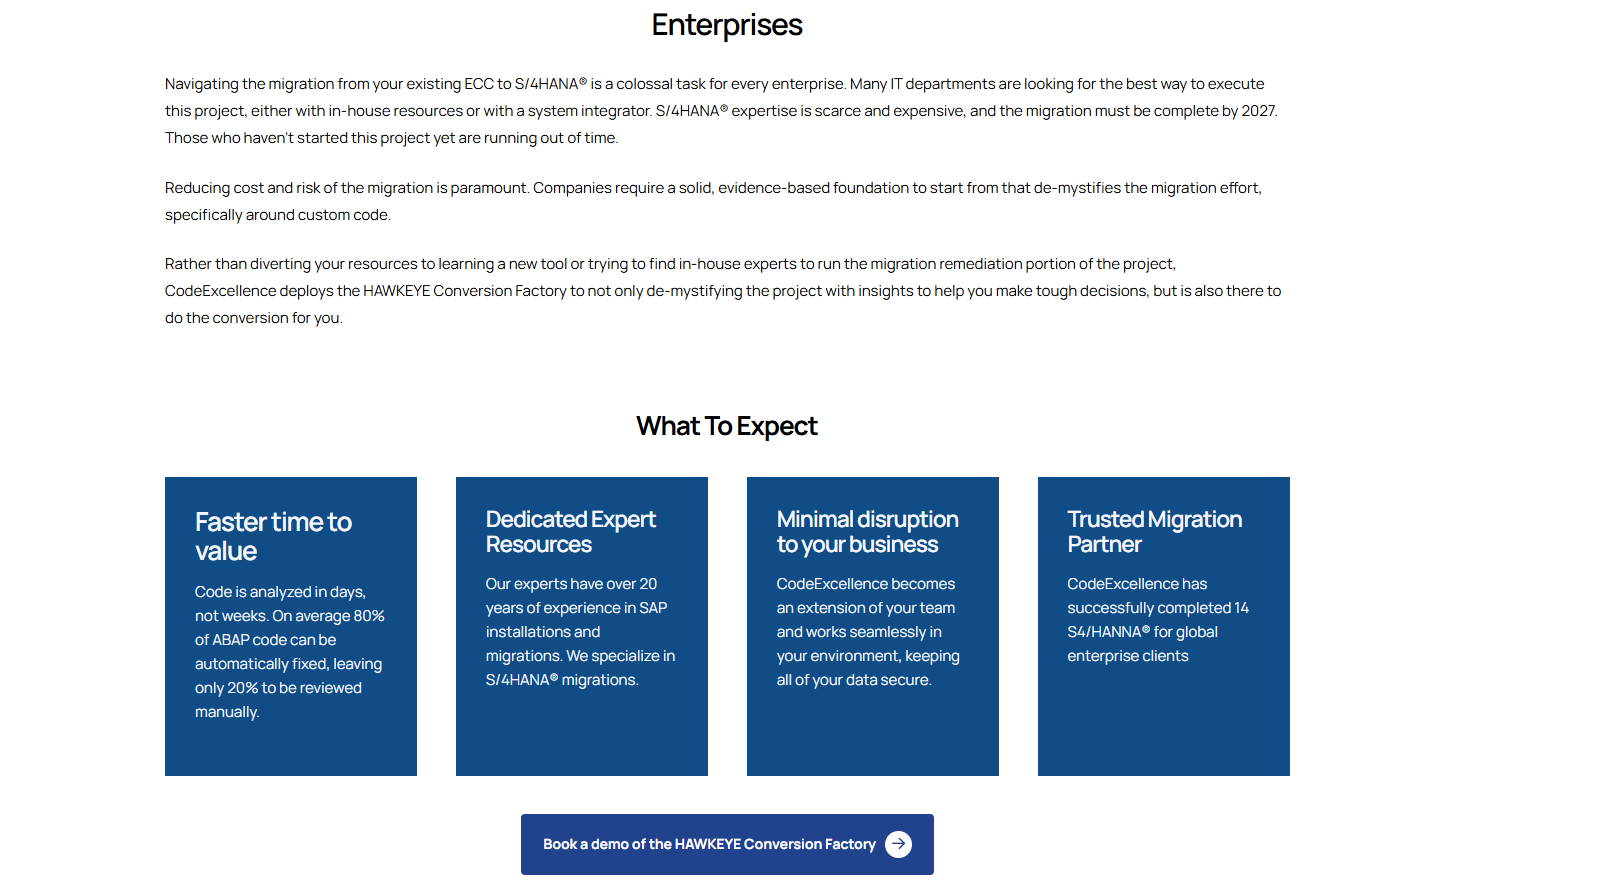 Enterprises
Navigating the migration from your existing ECC to S/4HANA® is a colossal task for every enterprise. Many IT departments are looking for the best way to execute
this project, either with in-house resources or with a system integrator. S/4HANA® expertise is scarce and expensive, and the migration must be complete by 2027.
Those who haven't started this project yet are running out of time.
Reducing cost and risk of the migration is paramount. Companies require a solid, evidence-based foundation to start from that de-mystifies the migration effort,
specifically around custom code.
Rather than diverting your resources to learning a new tool or trying to find in-house experts to run the migration remediation portion of the project,
CodeExcellence deploys the HAWKEYE Conversion Factory to not only de-mystifying the project with insights to help you make tough decisions, but is also there to
do the conversion for you.
What To Expect
Faster time to
value
Code is analyzed in days,
not weeks. On average 80%
of ABAP code can be
automatically fixed, leaving
only 20% to be reviewed
manually.
Dedicated Expert
Resources
Our experts have over 20
years of experience in SAP
installations and
migrations. We specialize in
S/4HANA® migrations.
Minimal disruption
to your business
CodeExcellence becomes
an extension of your team
and works seamlessly in
your environment, keeping
all of your data secure.
Trusted Migration
Partner
CodeExcellence has
successfully completed 14
S4/HANNA® for global
enterprise clients
Book a demo of the HAWKEYE Conversion Factory